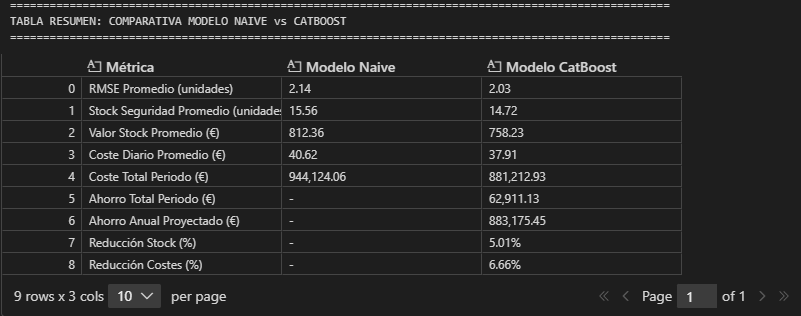 ================================================================================
TABLA RESUMEN: COMPARATIVA MODELO NAIVE vs CATBOOST
================================================================================
Métrica Modelo Naive Modelo CatBoost
0 RMSE Promedio (unidades) 2.14 2.03
1 Stock Seguridad Promedio (unidades 15.56 14.72
2 Valor Stock Promedio (€) 812.36 758.23
3 Coste Diario Promedio (€) 40.62 37.91
4 Coste Total Periodo (€) 944,124.06 881,212.93
5 Ahorro Total Periodo (€) - 62,911.13
6 Ahorro Anual Proyectado (€) - 883,175.45
7 Reducción Stock (%) - 5.01%
8 Reducción Costes (%) - 6.66%
9 rows x 3 cols 10 per page Page 1 of 1